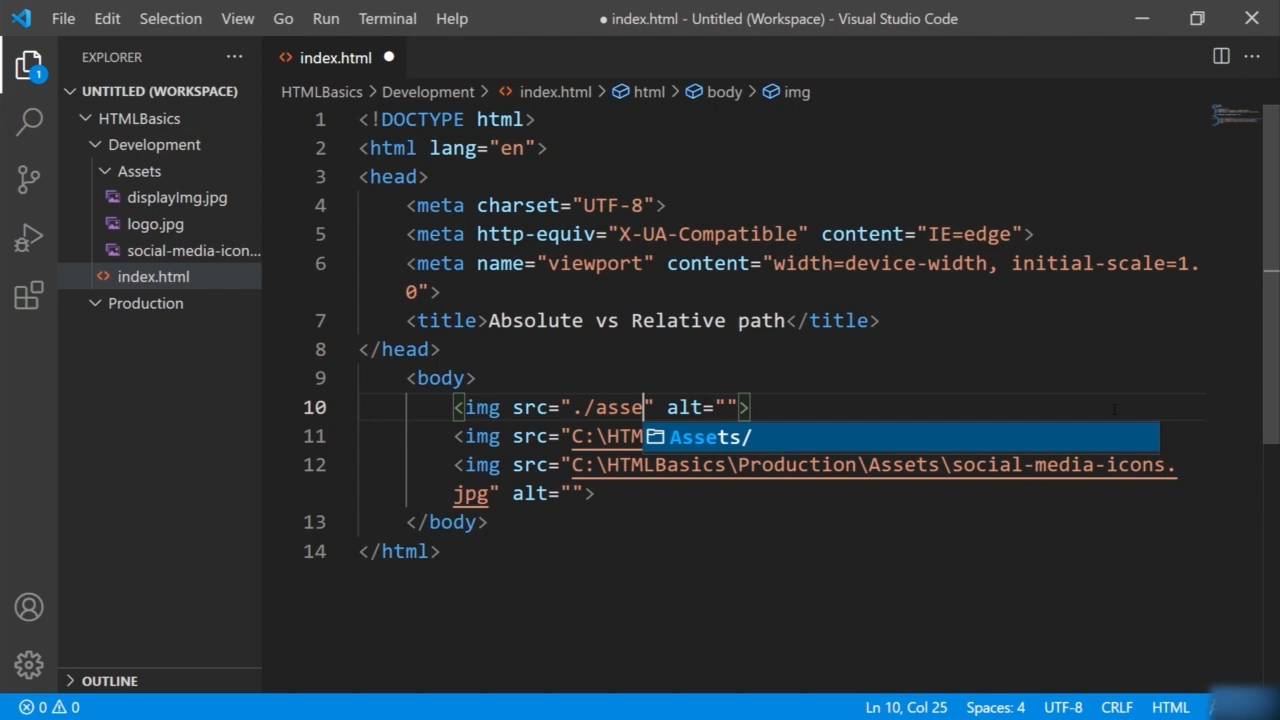 File Edit Selection View Go Run Terminal Help
● index.html - Untitled (Workspace) - Visual Studio Code
EXPLORER
1
UNTITLED (WORKSPACE)
HTMLBasics
Development
Assets
displayImg.jpg
logo.jpg
social-media-icon...
index.html
Production
OUTLINE
index.html
HTMLBasics > Development > index.html > html > body > img
1 <!DOCTYPE html>
2 <html lang="en">
3 <head>
4 <meta charset="UTF-8">
5 <meta http-equiv="X-UA-Compatible" content="IE=edge">
6 <meta name="viewport" content="width=device-width, initial-scale=1.
0">
7 <title>Absolute vs Relative path</title>
8 </head>
9 <body>
10 <img src="./asse" alt="">
11 <img src="C:\HTM
Assets/
12 <img src="C:\HTMLBasics\Production\Assets\social-media-icons.
jpg" alt="">
13 </body>
14 </html>
0 0
Ln 10, Col 25 Spaces: 4 UTF-8 CRLF HTML